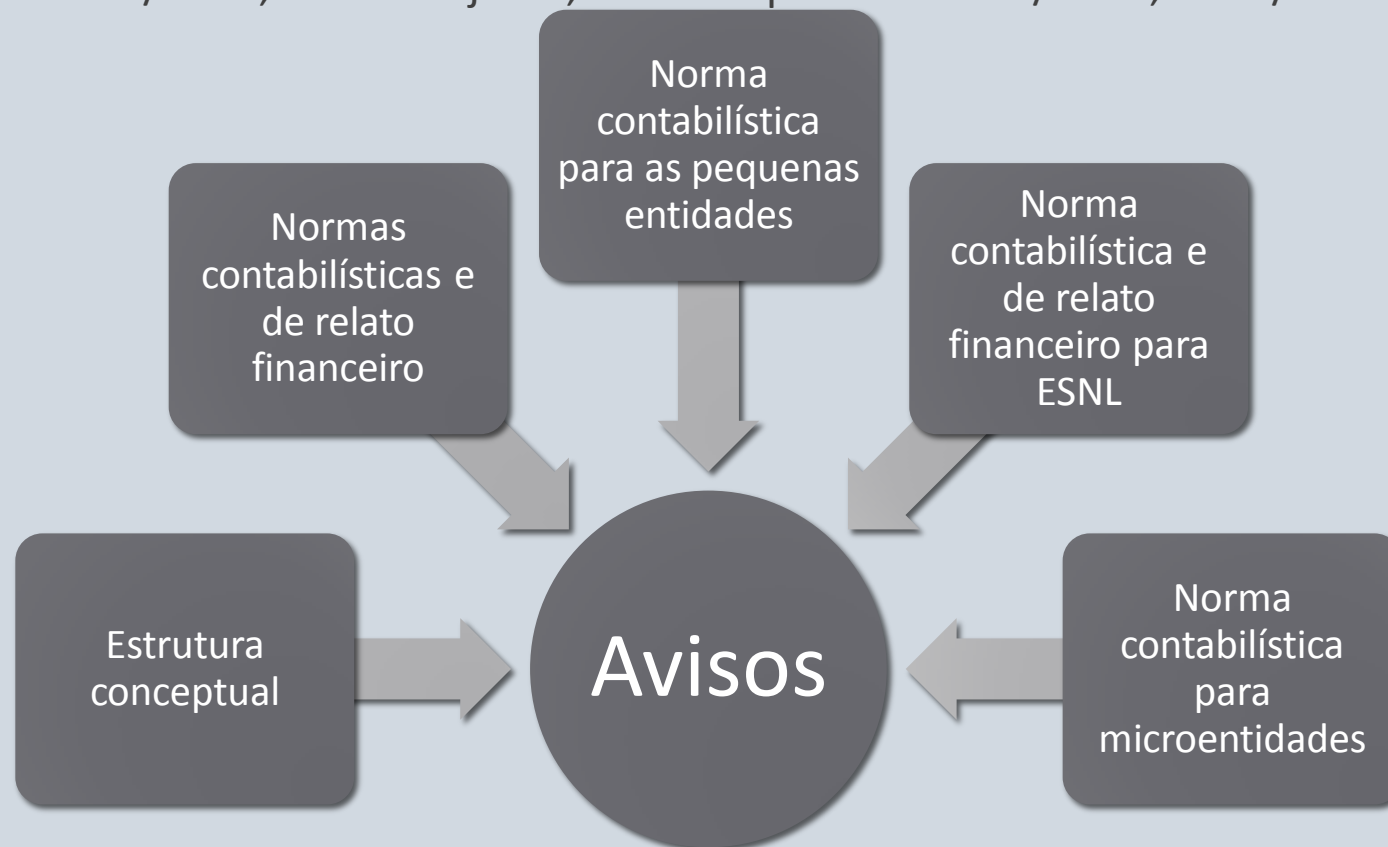 Norma
contabilística
para as pequenas
entidades
Normas
contabilísticas e
de relato
financeiro
Norma
contabilística e
de relato
financeiro para
ESNL
Estrutura
conceptual
Avisos
Norma
contabilística
para
microentidades